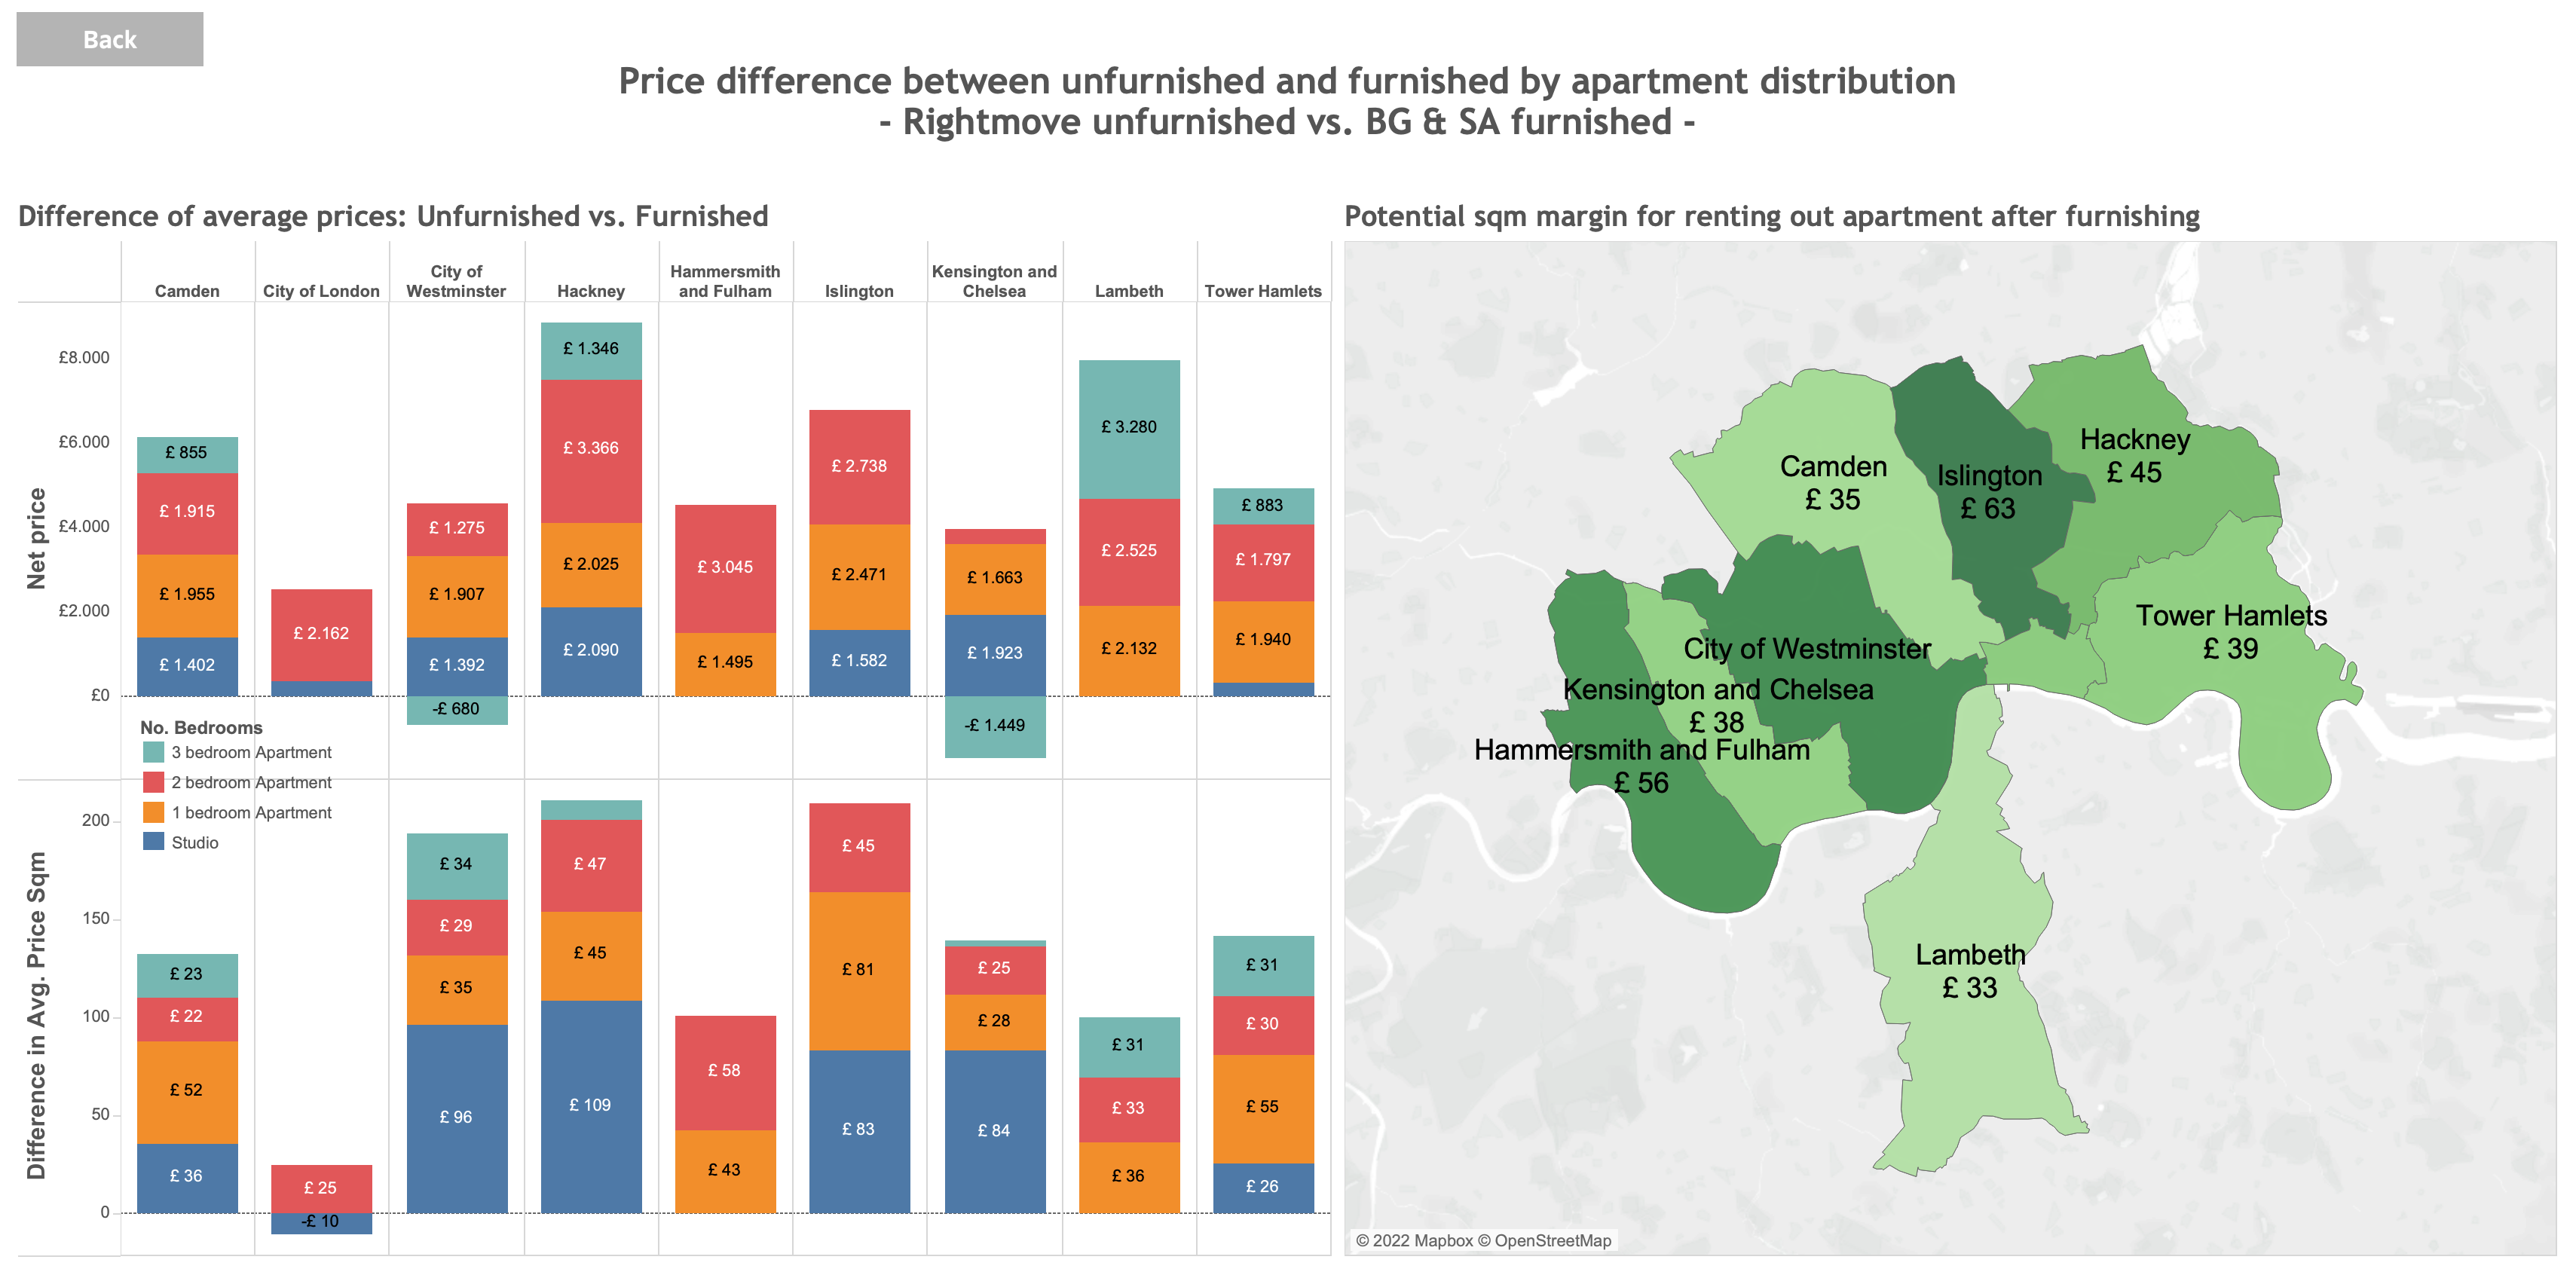 Back
Price difference between unfurnished and furnished by apartment distribution
- Rightmove unfurnished vs. BG & SA furnished -
Difference of average prices: Unfurnished vs. Furnished
Camden
City of London
City of
Westminster
Hackney
Hammersmith
and Fulham
Islington
Kensington and
Chelsea
Lambeth
Tower Hamlets
Net price
£8.000
£6.000
£4.000
£2.000
£0
£ 855
£ 1.915
£ 1.955
£ 1.402
£ 2.162
£ 1.275
£ 1.907
£ 1.392
-£ 680
£ 1.346
£ 3.366
£ 2.025
£ 2.090
£ 3.045
£ 1.495
£ 2.738
£ 2.471
£ 1.582
£ 1.663
£ 1.923
-£ 1.449
£ 3.280
£ 2.525
£ 2.132
£ 883
£ 1.797
£ 1.940
No. Bedrooms
3 bedroom Apartment
2 bedroom Apartment
1 bedroom Apartment
Studio
Difference in Avg. Price Sqm
200
150
100
50
0
£ 23
£ 22
£ 52
£ 36
£ 25
-£ 10
£ 34
£ 29
£ 35
£ 96
£ 47
£ 45
£ 109
£ 58
£ 43
£ 45
£ 81
£ 83
£ 25
£ 28
£ 84
£ 31
£ 33
£ 36
£ 31
£ 30
£ 55
£ 26
Potential sqm margin for renting out apartment after furnishing
Hackney
£ 45
Camden
£ 35
Islington
£ 63
Tower Hamlets
£ 39
City of Westminster
Kensington and Chelsea
£ 38
Hammersmith and Fulham
£ 56
Lambeth
£ 33
© 2022 Mapbox © OpenStreetMap